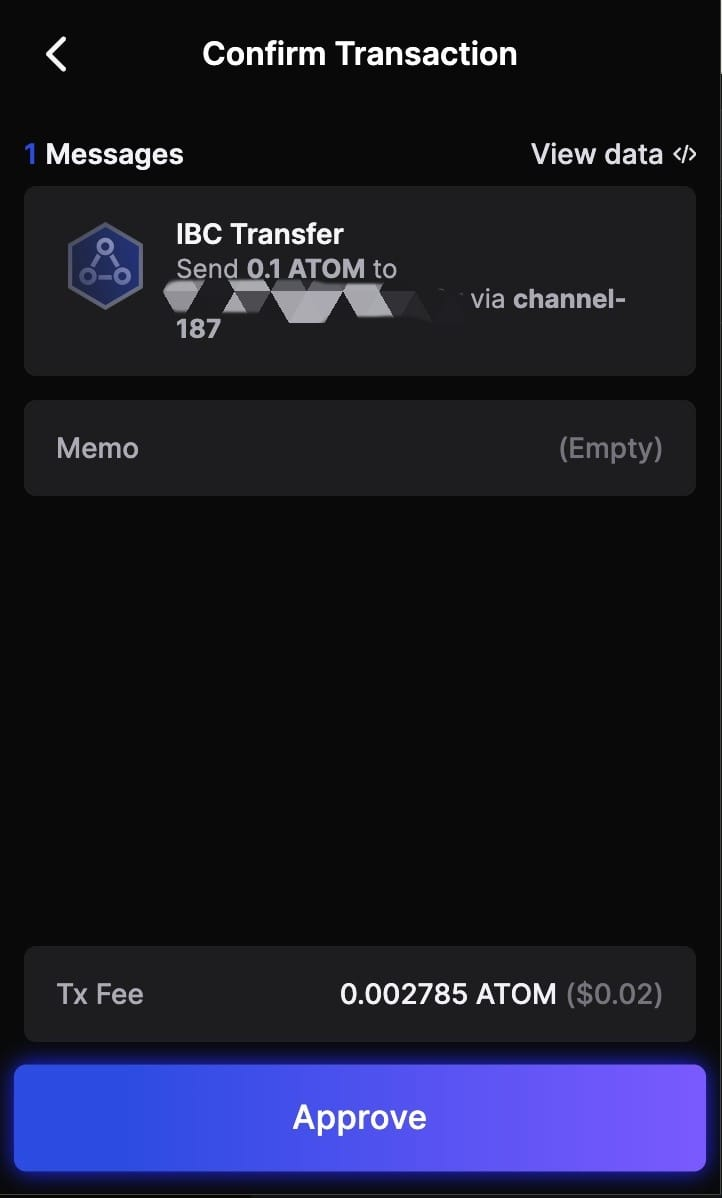 Confirm Transaction
1 Messages
View data </>
IBC Transfer
Send 0.1 ATOM to
via channel-
187
Memo
(Empty)
Tx Fee
0.002785 ATOM ($0.02)
Approve